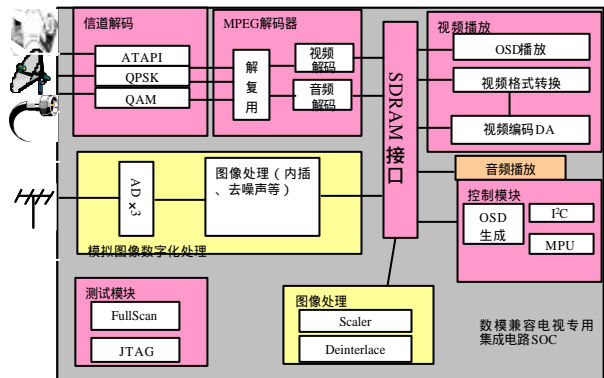 信道解码
ATAPI
QPSK
QAM
MPEG解码器
解
复
用
视频
解码
音频
解码
SDRAM 接口
视频播放
OSD播放
视频格式转换
视频编码DA
音频播放
控制模块
OSD
生成
I²C
MPU
AD×3
图像处理（内插
、去噪声等）
模拟图像数字化处理
测试模块
FullScan
JTAG
图像处理
Scaler
Deinterlace
数模兼容电视专用
集成电路SOC